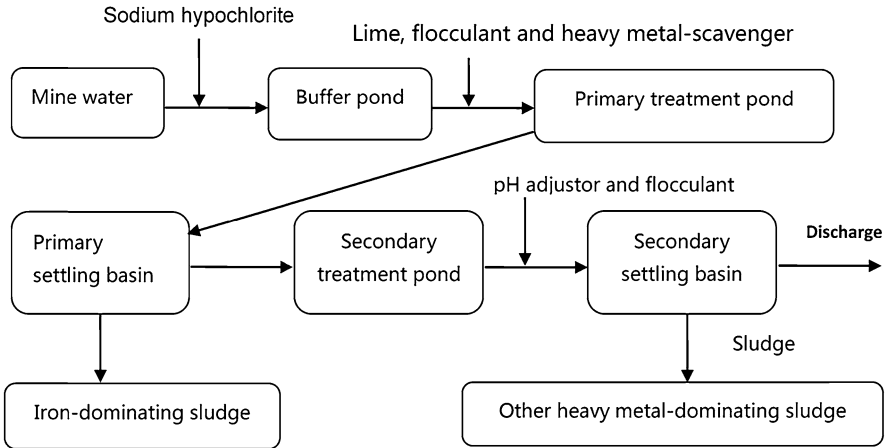 Sodium hypochlorite
Lime, flocculant and heavy metal-scavenger
Mine water
Buffer pond
Primary treatment pond
pH adjustor and flocculant
Primary
settling basin
Secondary
treatment pond
Secondary
settling basin
Discharge
Sludge
Iron-dominating sludge
Other heavy metal-dominating sludge